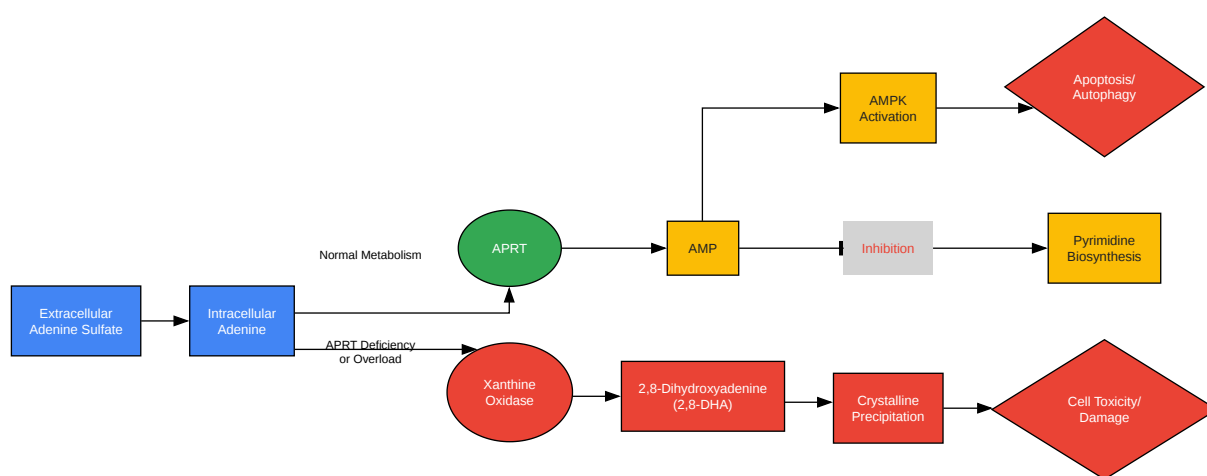 Apoptosis/
Autophagy
AMPK
Activation
Normal Metabolism
APRT
AMP
Inhibition
Pyrimidine
Biosynthesis
Extracellular
Adenine Sulfate
Intracellular
Adenine
APRT Deficiency
or Overload
Xanthine
Oxidase
2,8-Dihydroxyadenine
(2,8-DHA)
Crystalline
Precipitation
Cell Toxicity/
Damage